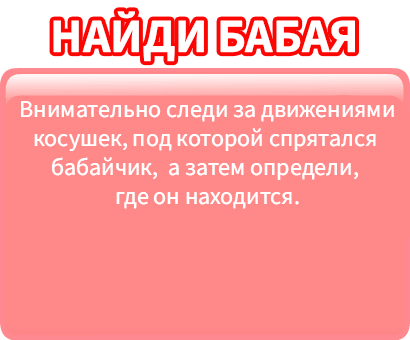 НАЙДИ БАБАЯ
Внимательно следи за движениями
косушек, под которой спрятался
бабайчик,  а затем определи,
где он находится.